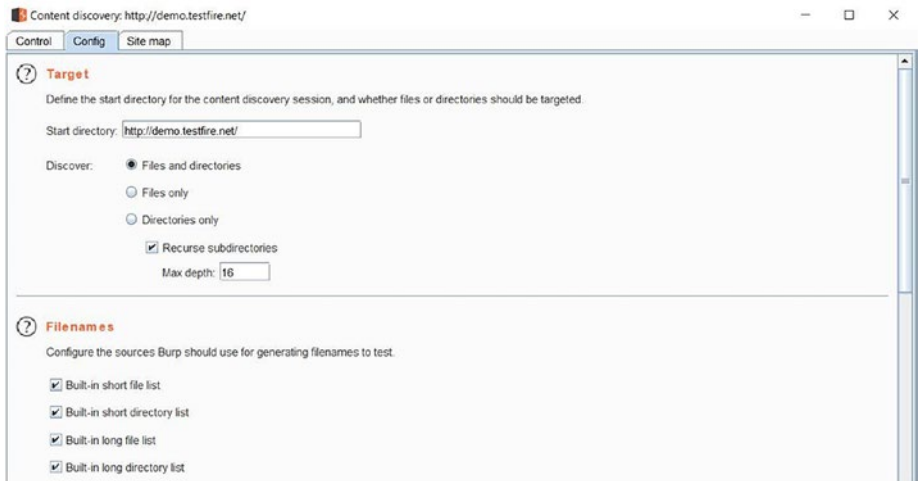 Content discovery: http://demo.testfire.net/
Control Config Site map
Target
Define the start directory for the content discovery session, and whether files or directories should be targeted.
Start directory: http://demo.testfire.net/
Discover: Files and directories
Files only
Directories only
Recurse subdirectories
Max depth: 16
Filenames
Configure the sources Burp should use for generating filenames to test.
Built-in short file list
Built-in short directory list
Built-in long file list
Built-in long directory list